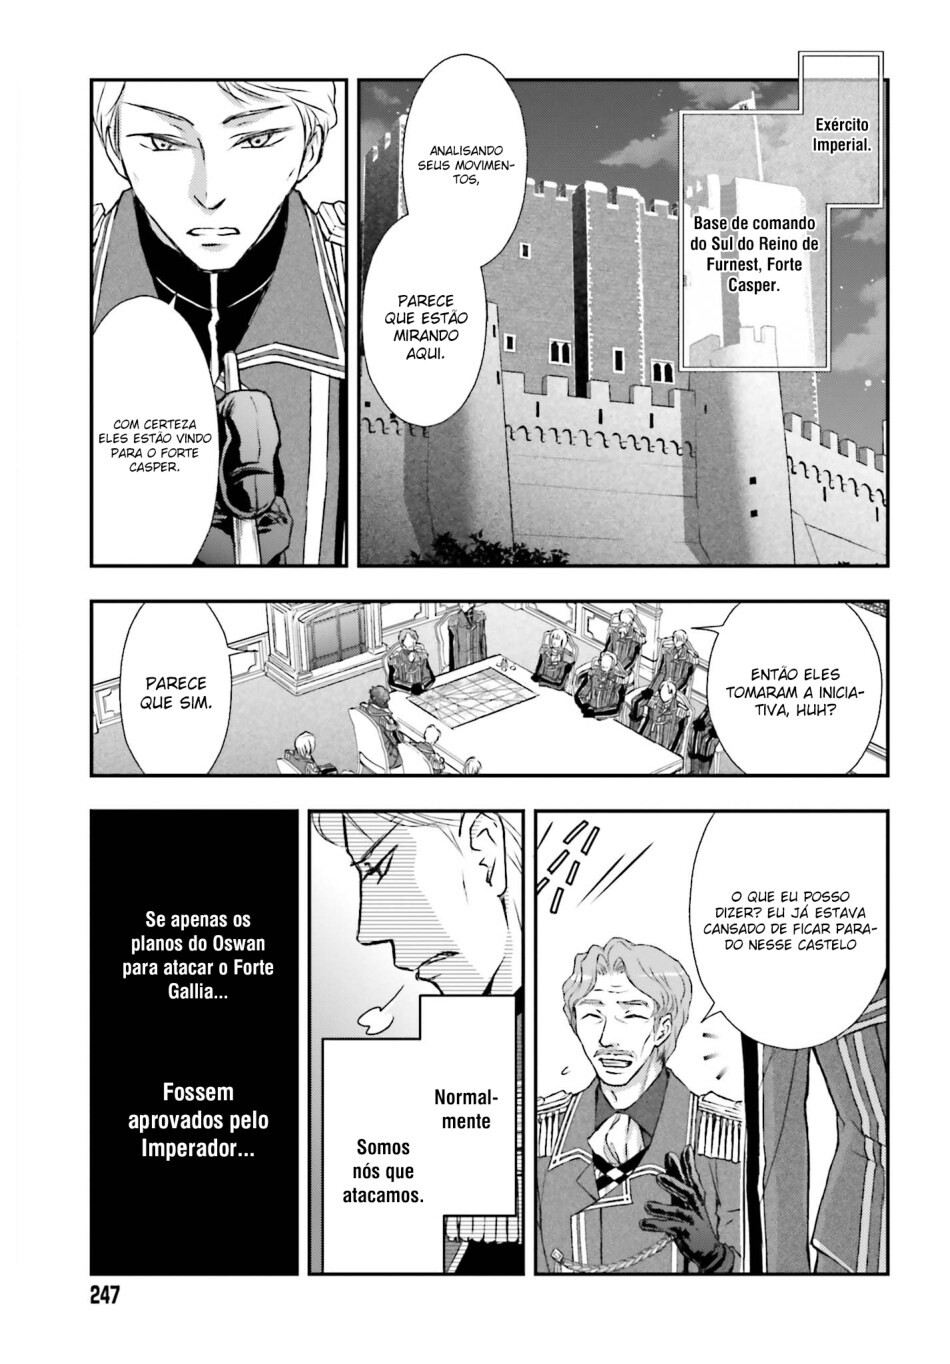 Exército
Imperial.
Base de comando
do Sul do Reino de
Furnest, Forte
Casper.
ANALISANDO
SEUS MOVIMEN-
TOS,
PARECE
QUE ESTÃO
MIRANDO
AQUI.
COM CERTEZA
ELES ESTÃO VINDO
PARA O FORTE
CASPER.
ENTÃO ELES
TOMARAM A INICIA-
TIVA, HUH?
PARECE
QUE SIM.
O QUE EU POSSO
DIZER? EU JÁ ESTAVA
CANSADO DE FICAR PARA-
DO NESSE CASTELO
Normal-
mente
Somos
nós que
atacamos.
Se apenas os
planos do Oswan
para atacar o Forte
Gallia...
Fossem
aprovados pelo
Imperador...
247